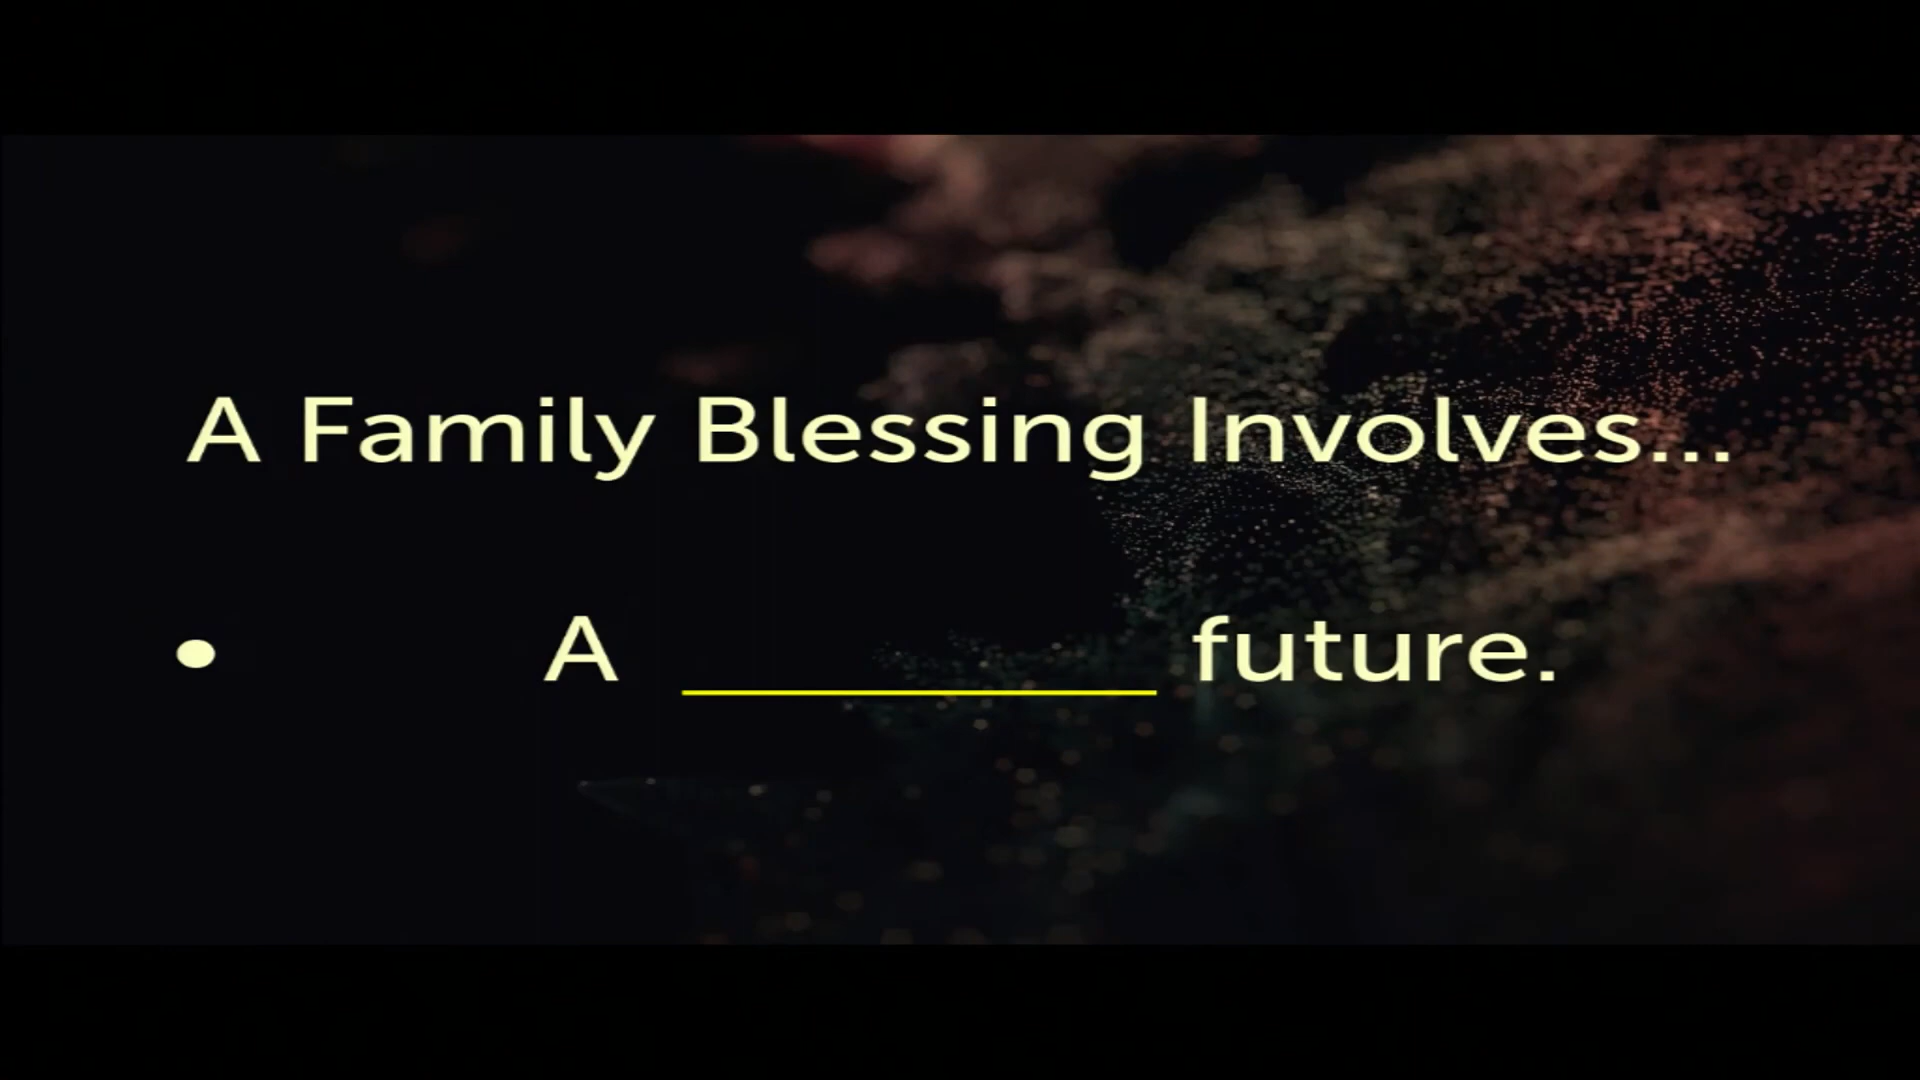 A Family Blessing Involves...
• A __________ future.